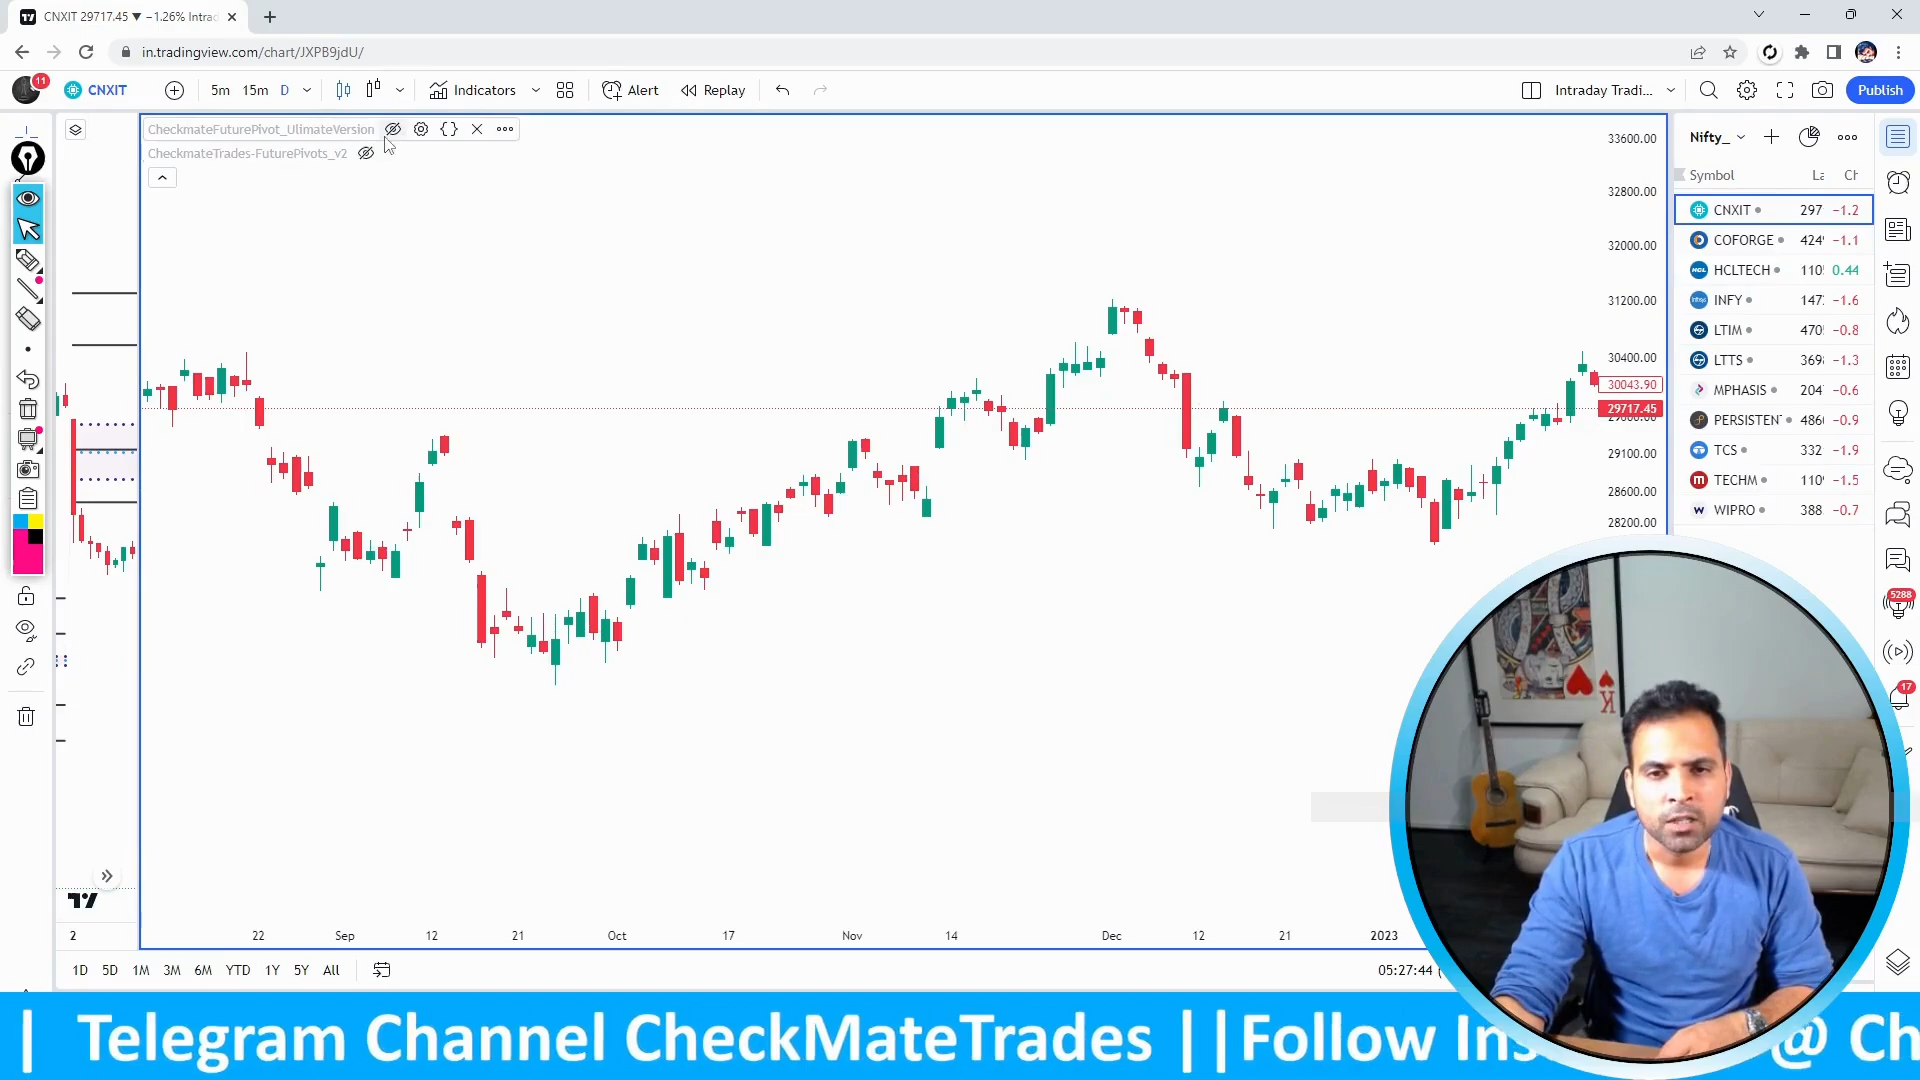 CNXIT 29717.45 ▼ −1.26% Intrad
in.tradingview.com/chart/JXPB9jdU/
11
CNXIT
5m 15m D
Indicators
Alert
Replay
Intraday Tradi...
Publish
CheckmateFuturePivot_UlimateVersion
CheckmateTrades-FuturePivots_v2
33600.00
32800.00
32000.00
31200.00
30400.00
30043.90
29717.45
29100.00
28600.00
28200.00
Nifty_
Symbol
CNXIT 297 −1.2
COFORGE 424 −1.1
HCLTECH 110 0.44
INFY 147 −1.6
LTIM 470 −0.8
LTTS 369 −1.3
MPHASIS 204 −0.6
PERSISTENT 486 −0.9
TCS 332 −1.9
TECHM 110 −1.5
WIPRO 388 −0.7
5288
17
2 22 Sep 12 21 Oct 17 Nov 14 Dec 12 21 2023
1D 5D 1M 3M 6M YTD 1Y 5Y All
05:27:44 (
K
| Telegram Channel CheckMateTrades ||Follow Ins @ Ch